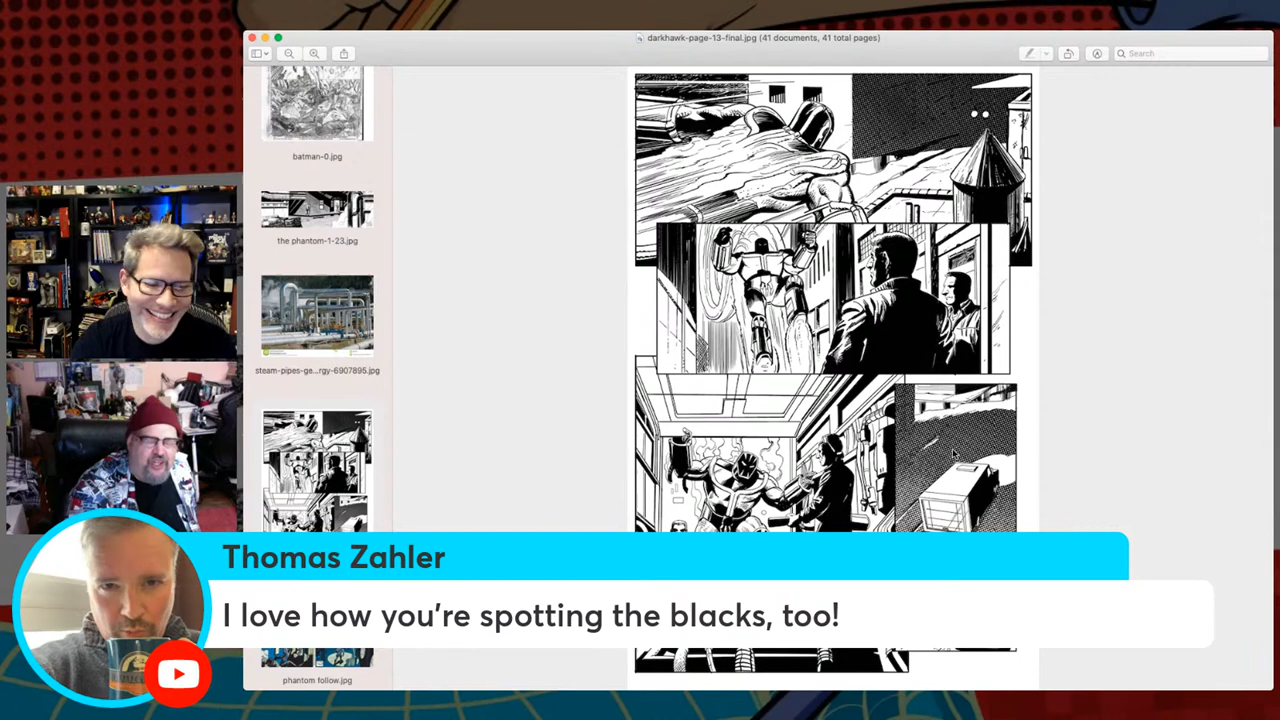 darkhawk-page-13-final.jpg (41 documents, 41 total pages)
Search
batman-0.jpg
the phantom-1-23.jpg
steam-pipes-ge...rgy-6907895.jpg
Thomas Zahler
I love how you're spotting the blacks, too!
phantom follow.jpg